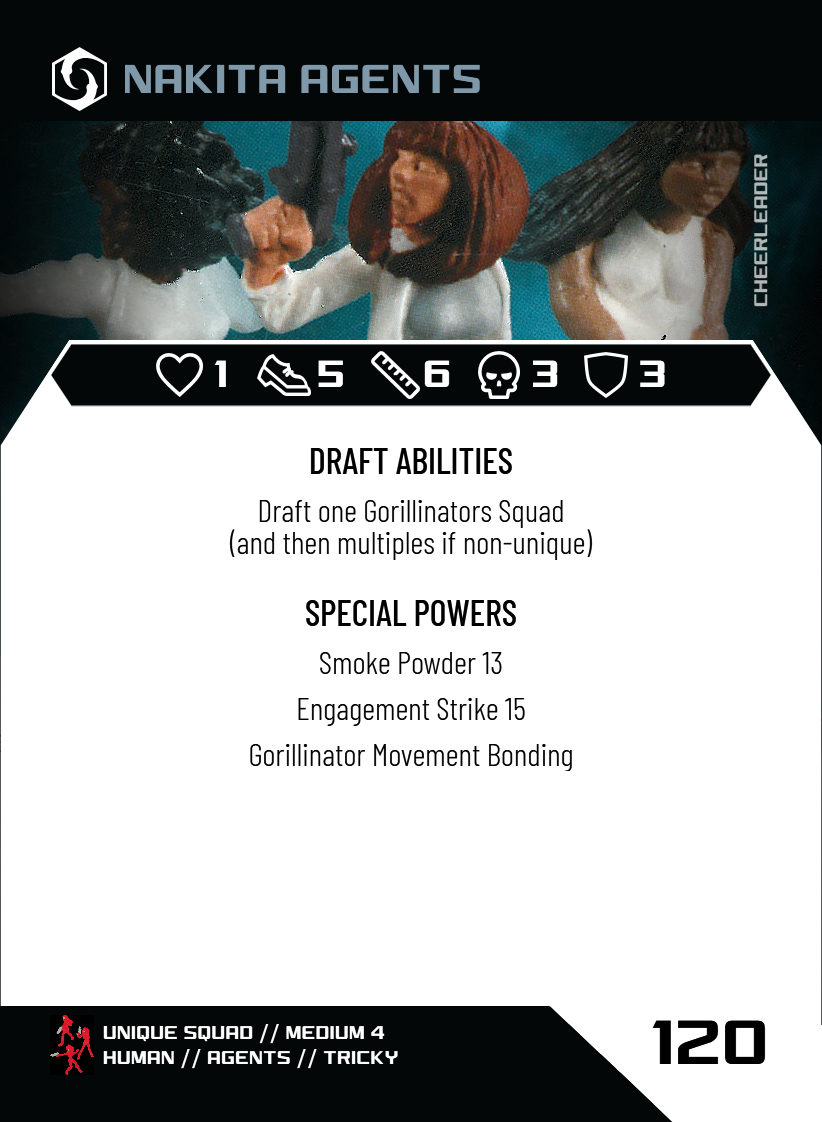 NAKITA AGENTS
CHEERLEADER
1 5 6 3 3
DRAFT ABILITIES
Draft one Gorillinators Squad
(and then multiples if non-unique)
SPECIAL POWERS
Smoke Powder 13
Engagement Strike 15
Gorillinator Movement Bonding
UNIQUE SQUAD // MEDIUM 4
HUMAN // AGENTS // TRICKY
120